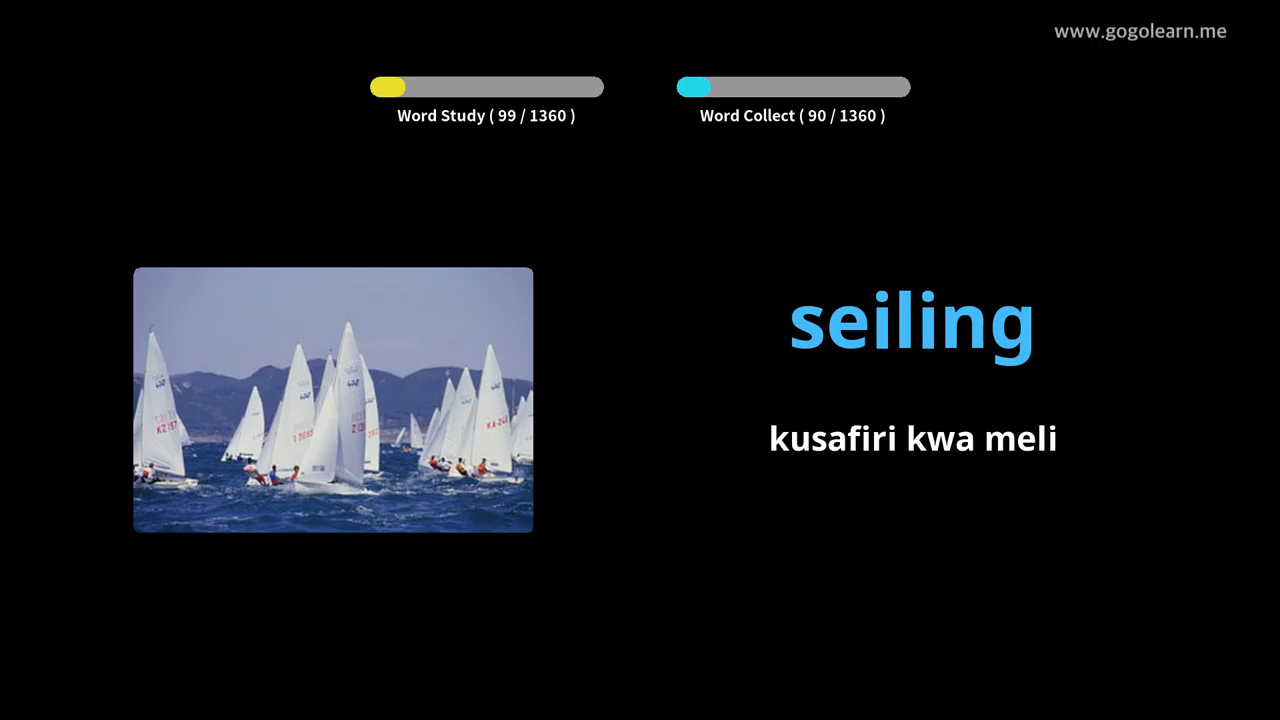 www.gogolearn.me
Word Study ( 99 / 1360 )
Word Collect ( 90 / 1360 )
seiling
kusafiri kwa meli